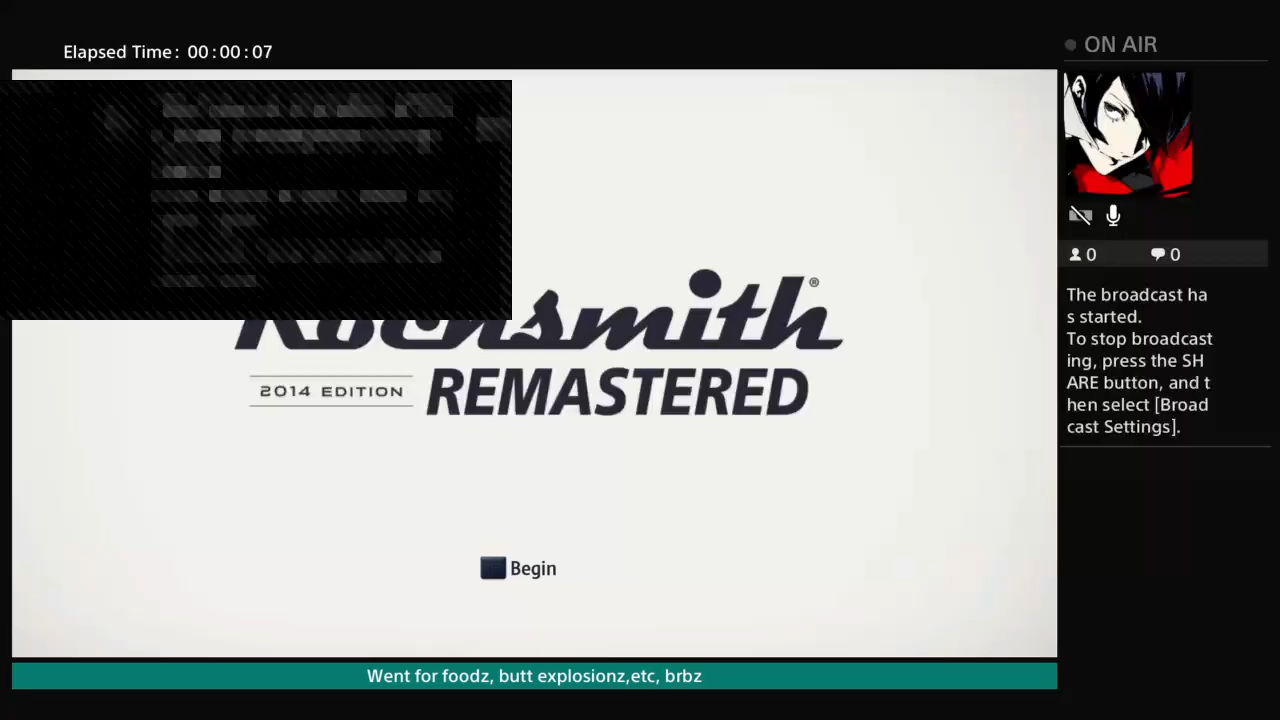 Elapsed Time: 00:00:07
ON AIR
0 0
Rocksmith®
2014 EDITION REMASTERED
Begin
The broadcast ha
s started.
To stop broadcast
ing, press the SH
ARE button, and t
hen select [Broad
cast Settings].
Went for foodz, butt explosionz,etc, brbz